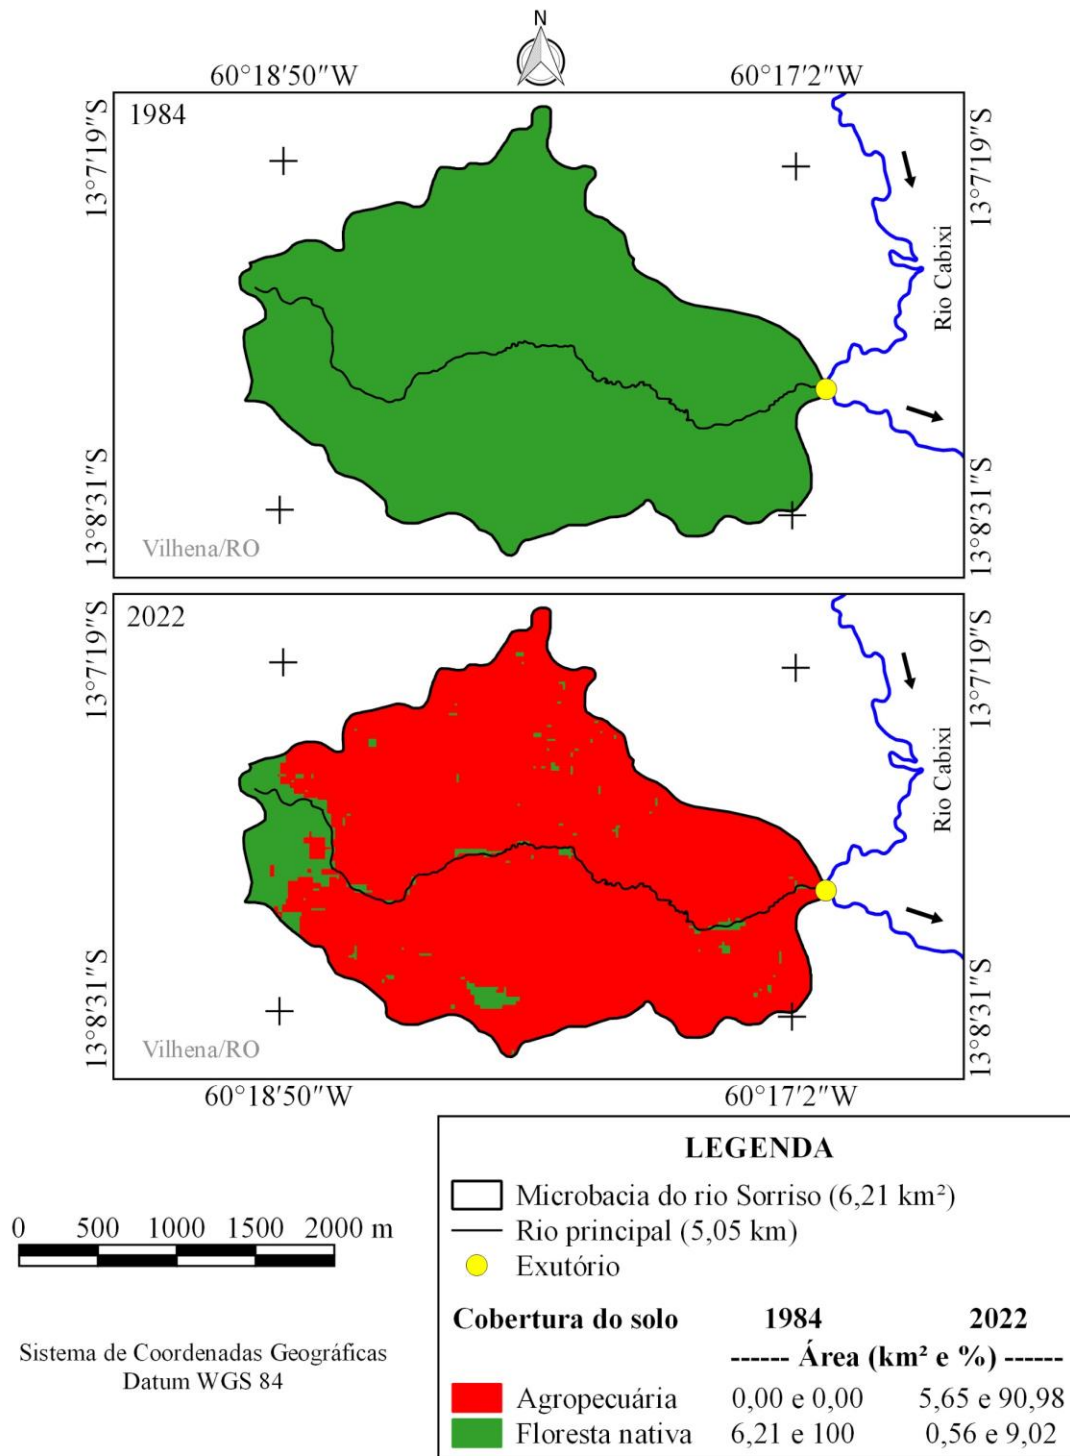 N
60°18'50"W 60°17'2"W
1984
13°7'19"S
13°7'19"S
Rio Cabixi
13°8'31"S
13°8'31"S
Vilhena/RO
2022
13°7'19"S
13°7'19"S
Rio Cabixi
13°8'31"S
13°8'31"S
Vilhena/RO
60°18'50"W 60°17'2"W
0 500 1000 1500 2000 m
Sistema de Coordenadas Geográficas
Datum WGS 84
LEGENDA
Microbacia do rio Sorriso (6,21 km²)
Rio principal (5,05 km)
Exutório
Cobertura do solo 1984 2022
------ Área (km² e %) ------
Agropecuária 0,00 e 0,00 5,65 e 90,98
Floresta nativa 6,21 e 100 0,56 e 9,02